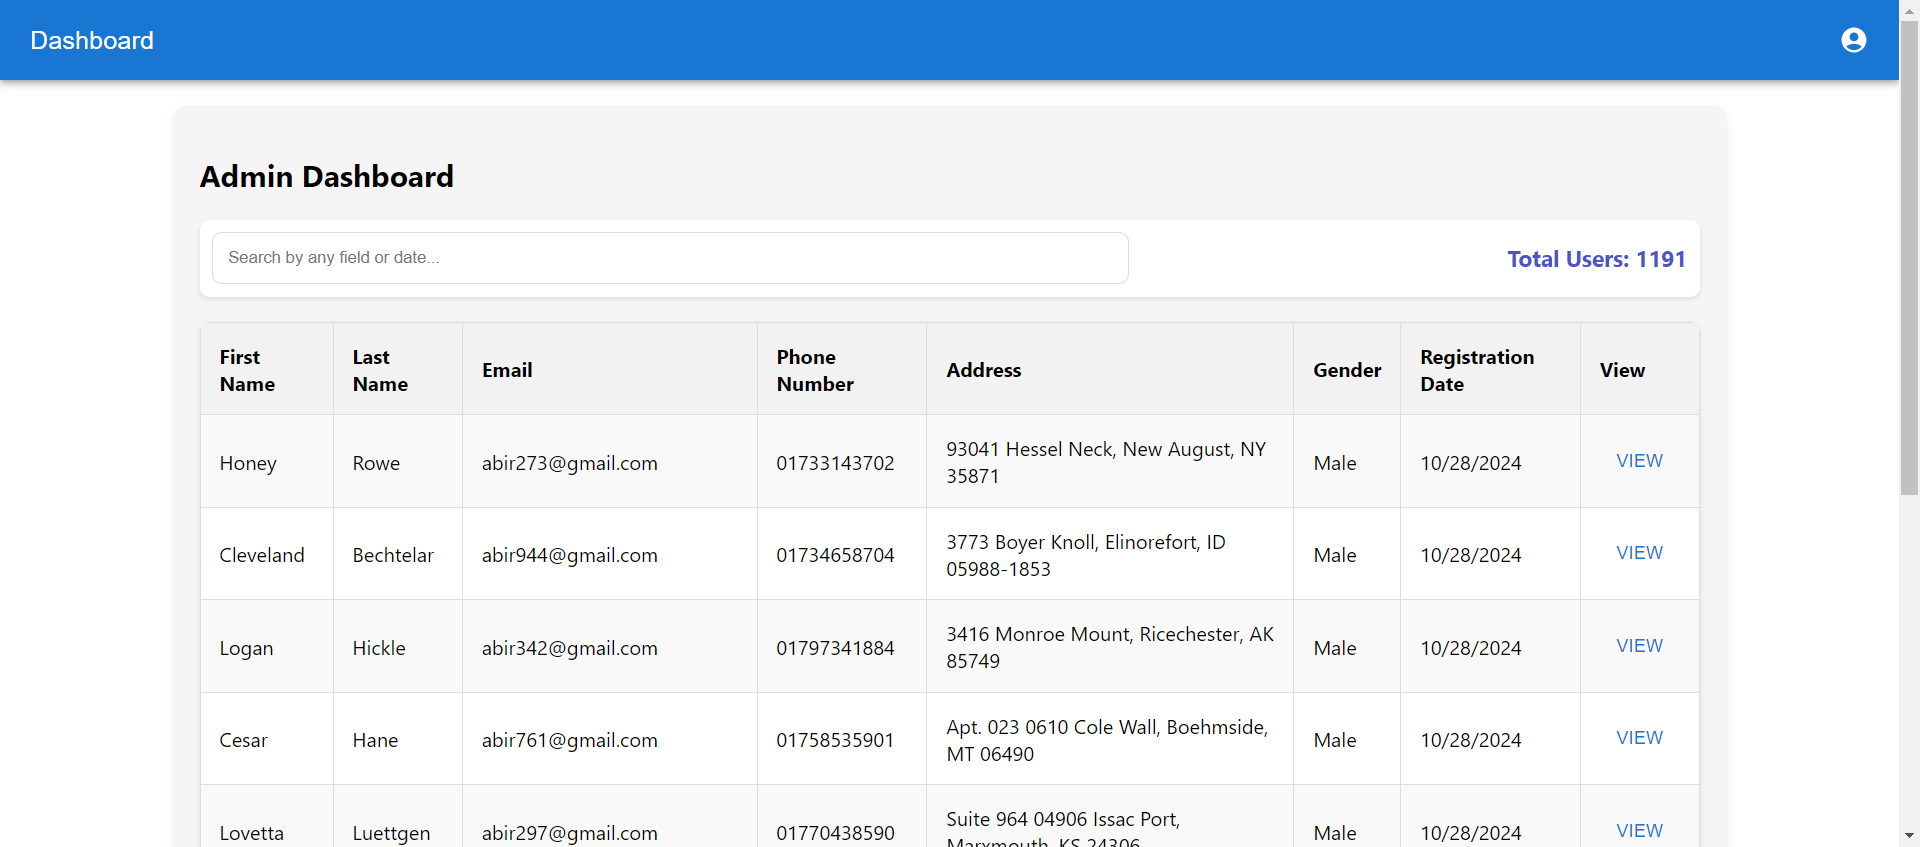 Dashboard
Admin Dashboard
Search by any field or date...
Total Users: 1191
First Name Last Name Email Phone Number Address Gender Registration Date View
Honey Rowe abir273@gmail.com 01733143702 93041 Hessel Neck, New August, NY 35871 Male 10/28/2024 VIEW
Cleveland Bechtelar abir944@gmail.com 01734658704 3773 Boyer Knoll, Elinorefort, ID 05988-1853 Male 10/28/2024 VIEW
Logan Hickle abir342@gmail.com 01797341884 3416 Monroe Mount, Ricechester, AK 85749 Male 10/28/2024 VIEW
Cesar Hane abir761@gmail.com 01758535901 Apt. 023 0610 Cole Wall, Boehmside, MT 06490 Male 10/28/2024 VIEW
Lovetta Luettgen abir297@gmail.com 01770438590 Suite 964 04906 Issac Port, Marxmouth, KS 24306 Male 10/28/2024 VIEW